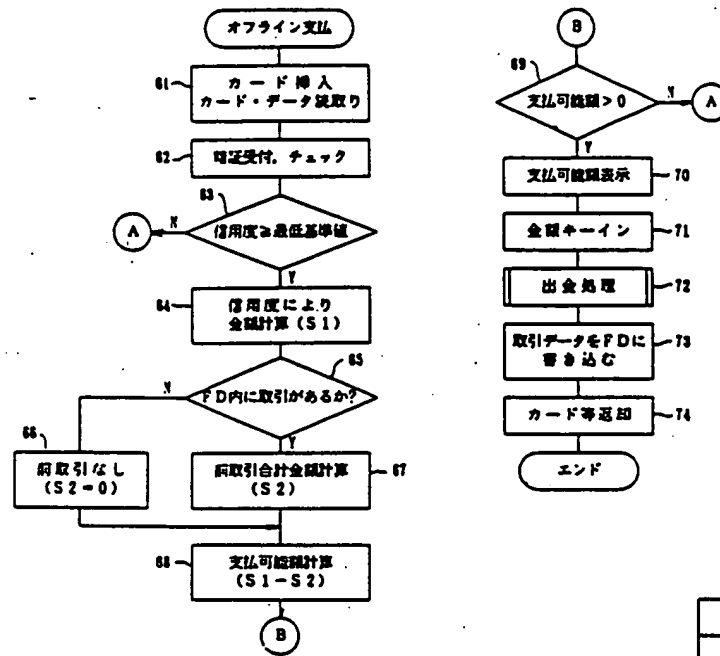 オフライン支払
61
カード挿入
カード・データ読取り
62
暗証受付,チェック
63
信用度≧最低基準値
N
A
Y
64
信用度により
金額計算(S1)
65
FD内に取引があるか?
N
Y
66
前取引なし
(S2=0)
前取引合計金額計算
(S2)
67
68
支払可能額計算
(S1-S2)
B
B
69
支払可能額>0
N
A
Y
支払可能額表示
70
金額キーイン
71
出金処理
72
取引データをFDに
書き込む
73
カード等返却
74
エンド